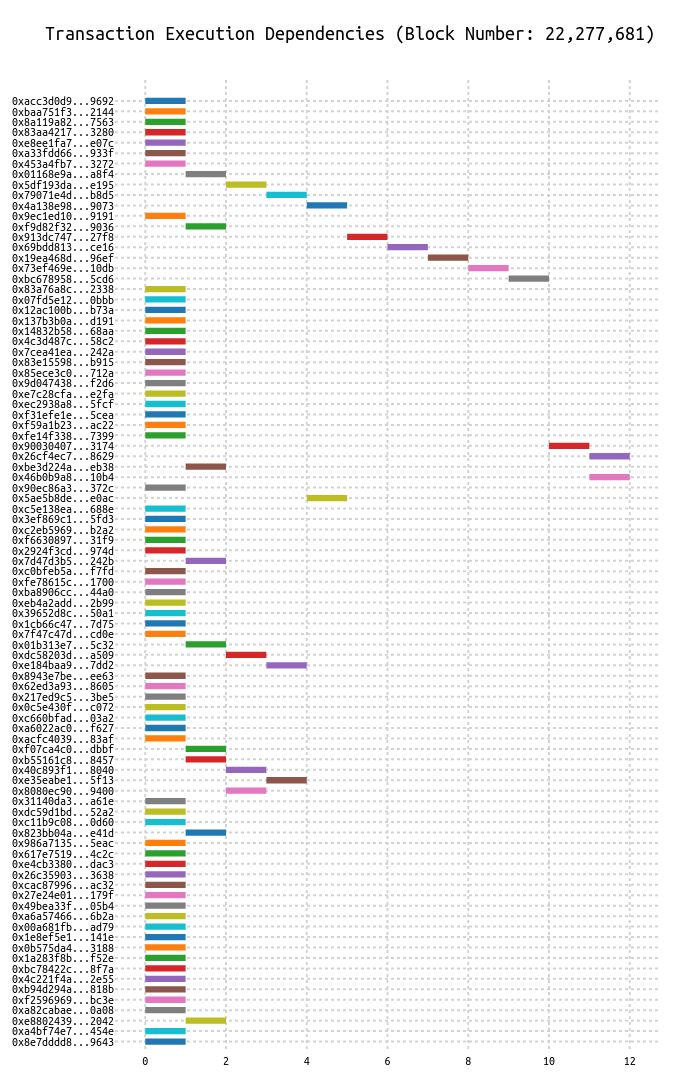 Transaction Execution Dependencies (Block Number: 22,277,681)
0xacc3d0d9...9692
0xbaa751f3...2144
0x8a119a82...7563
0x83aa4217...3280
0xe8ee1fa7...e07c
0xa33fdd66...933f
0x453a4fb7...3272
0x01168e9a...a8f4
0x5df193da...e195
0x79071e4d...b8d5
0x4a138e98...9073
0x9ec1ed10...9191
0xf9d82f32...9036
0x913dc747...27f8
0x69bdd813...ce16
0x19ea468d...96ef
0x73ef469e...10db
0xbc678958...5cd6
0x83a76a8c...2338
0x07fd5e12...0bbb
0x12ac100b...b73a
0x137b3b0a...d191
0x14832b58...68aa
0x4c3d487c...58c2
0x7cea41ea...242a
0x83e15598...b915
0x85ece3c0...712a
0x9d047438...f2d6
0xe7c28cfa...e2fa
0xec2938a8...5fcf
0xf31efe1e...5cea
0xf59a1b23...ac22
0xfe14f338...7399
0x90030407...3174
0x26cf4ec7...8629
0xbe3d224a...eb38
0x46b0b9a8...10b4
0x90ec86a3...372c
0x5ae5b8de...e0ac
0xc5e138ea...688e
0x3ef869c1...5fd3
0xc2eb5969...b2a2
0xf6630897...31f9
0x2924f3cd...974d
0x7d47d3b5...242b
0xc0bfeb5a...f7fd
0xfe78615c...1700
0xba8906cc...44a0
0xeb4a2add...2b99
0x39652d8c...50a1
0x1cb66c47...7d75
0x7f47c47d...cd0e
0x01b313e7...5c32
0xdc58203d...a509
0xe184baa9...7dd2
0x8943e7be...ee63
0x62ed3a93...8605
0x217ed9c5...3be5
0x0c5e430f...c072
0xc660bfad...03a2
0xa6022ac0...f627
0xacfc4039...83af
0xf07ca4c0...dbbf
0xb55161c8...8457
0x40c893f1...8040
0xe35eabe1...5f13
0x8080ec90...9400
0x31140da3...a61e
0xdc59d1bd...52a2
0xc11b9c08...0d60
0x823bb04a...e41d
0x986a7135...5eac
0x617e7519...4c2c
0xe4cb3380...dac3
0x26c35903...3638
0xcac87996...ac32
0x27e24e01...179f
0x49bea33f...05b4
0xa6a57466...6b2a
0x00a681fb...ad79
0x1e8ef5e1...141e
0x0b575da4...3188
0x1a283f8b...f52e
0xbc78422c...8f7a
0x4c221f4a...2e55
0xb94d294a...818b
0xf2596969...bc3e
0xa82cabae...0a08
0xe8802439...2042
0xa4bf74e7...454e
0x8e7dddd8...9643
0 2 4 6 8 10 12